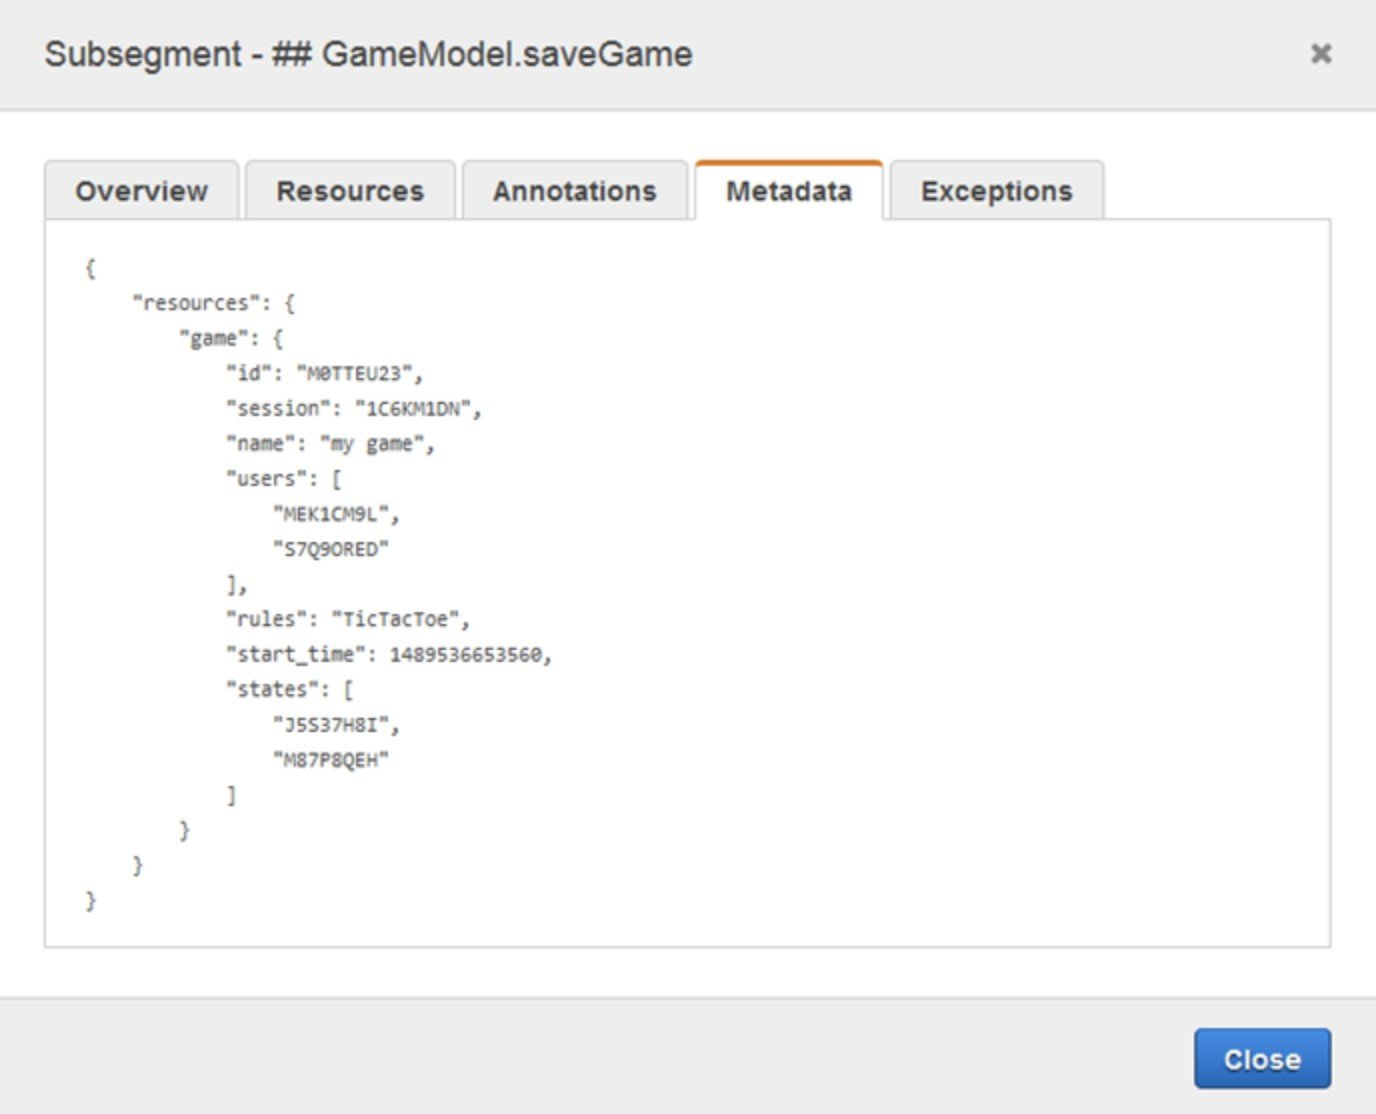 Subsegment - ## GameModel.saveGame
×
Overview Resources Annotations Metadata Exceptions
{
    "resources": {
        "game": {
            "id": "M0TTEU23",
            "session": "1C6KM1DN",
            "name": "my game",
            "users": [
                "MEK1CM9L",
                "S7Q9ORED"
            ],
            "rules": "TicTacToe",
            "start_time": 1489536653560,
            "states": [
                "J5S37H8I",
                "M87P8QEH"
            ]
        }
    }
}
Close